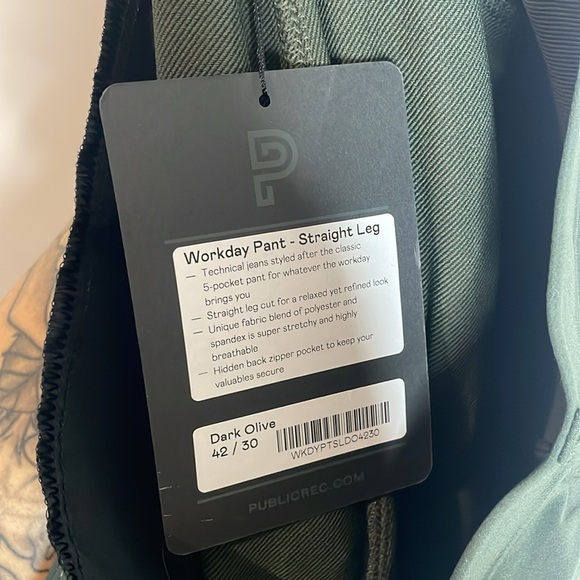 Workday Pant - Straight Leg
— Technical jeans styled after the classic
5-pocket pant for whatever the workday
brings you
— Straight leg cut for a relaxed yet refined look
— Unique fabric blend of polyester and
spandex is super stretchy and highly
breathable
— Hidden back zipper pocket to keep your
valuables secure
Dark Olive
42 / 30
WKDYPTSLDO4230
PUBLICREC.COM